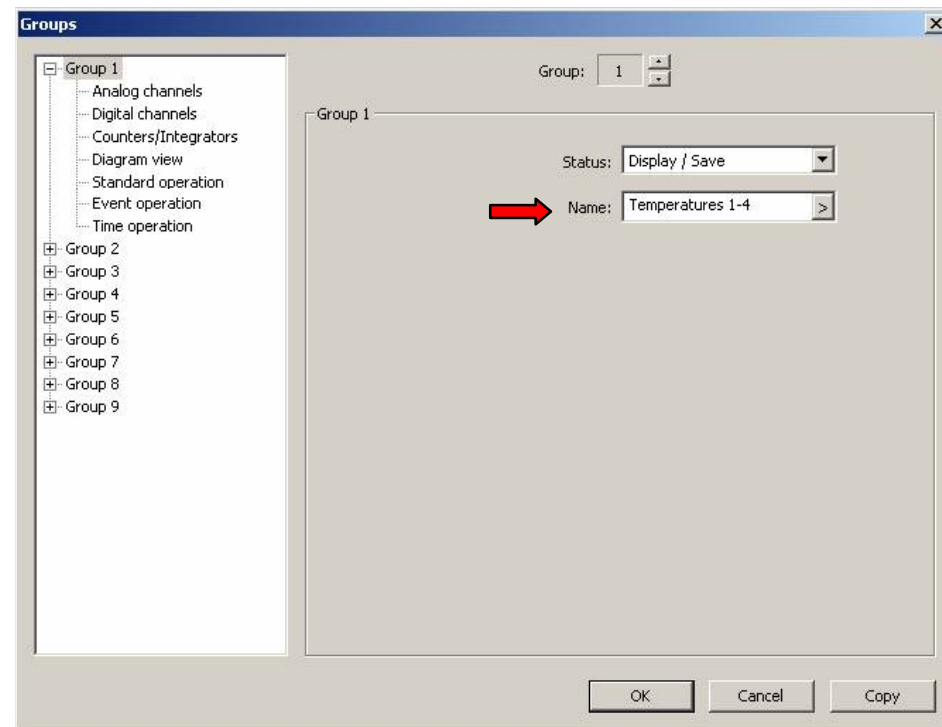 Groups
Group 1
Analog channels
Digital channels
Counters/Integrators
Diagram view
Standard operation
Event operation
Time operation
Group 2
Group 3
Group 4
Group 5
Group 6
Group 7
Group 8
Group 9
Group: 1
Group 1
Status: Display / Save
Name: Temperatures 1-4 >
OK Cancel Copy